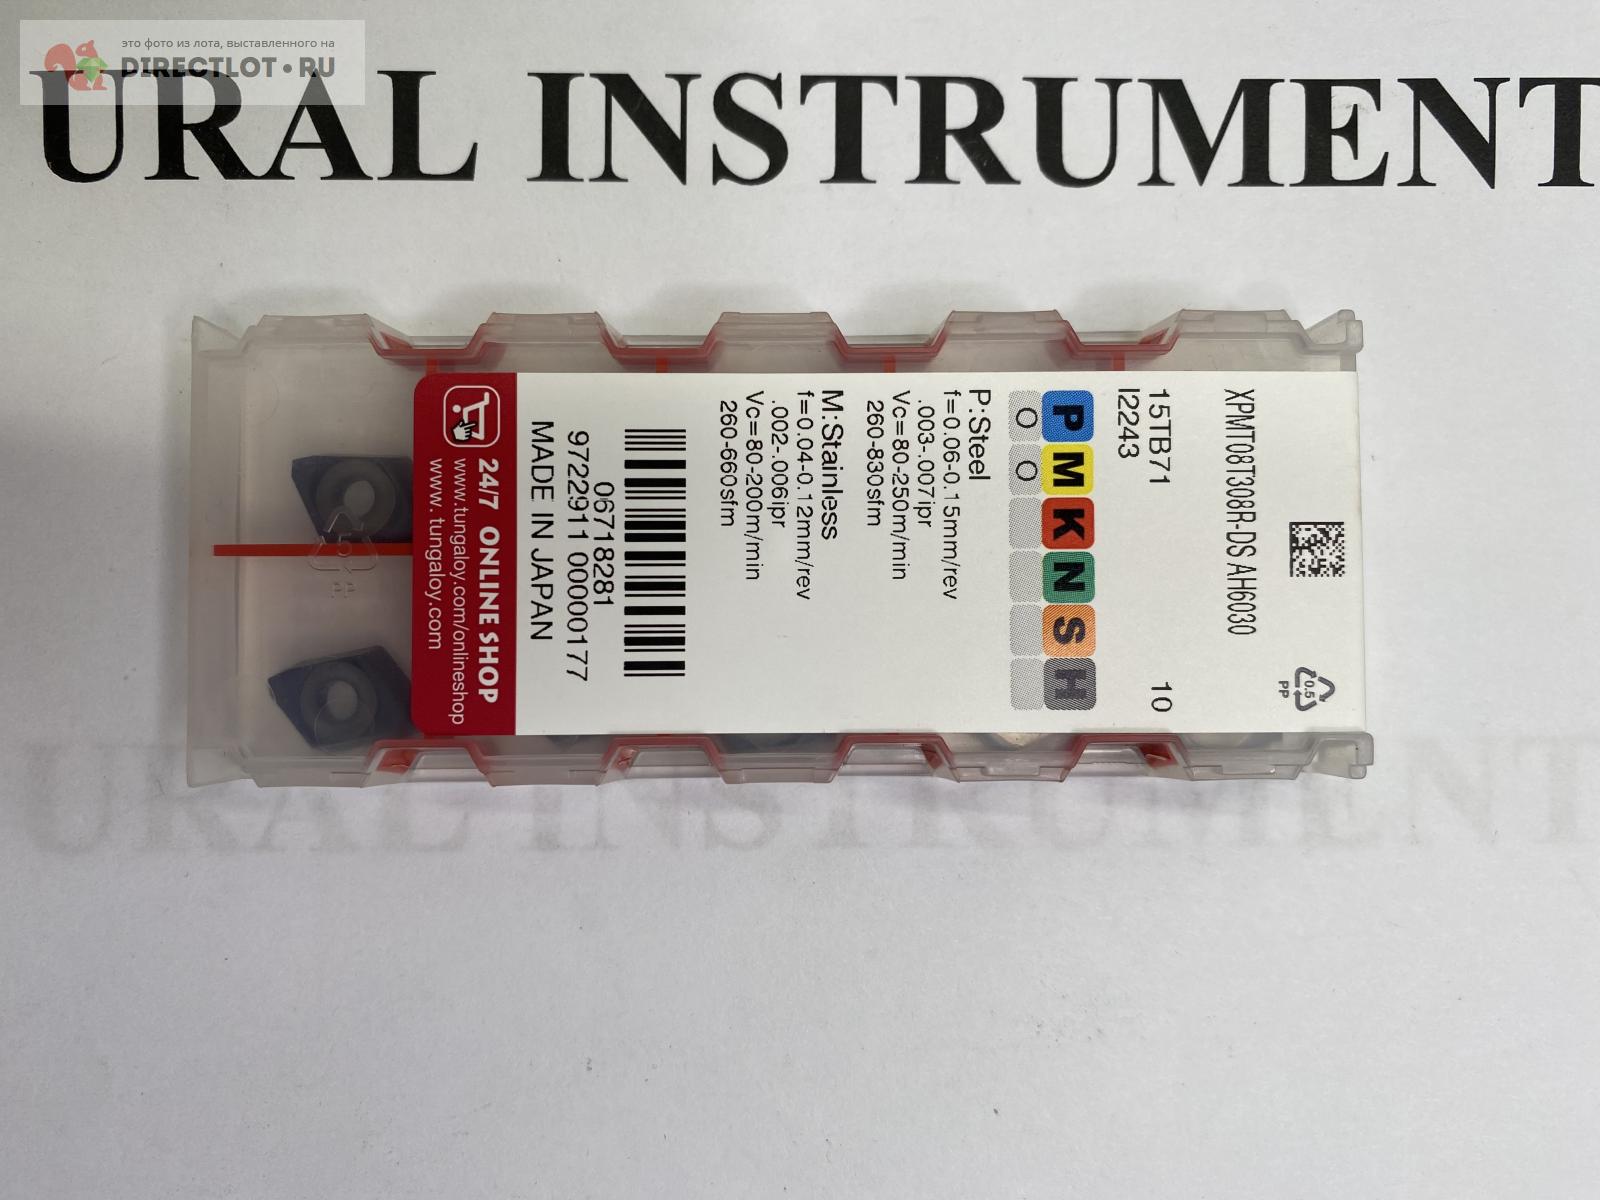 это фото из лота, выставленного на
DIRECTLOT•RU
URAL INSTRUMENT
XPMT08T308R-DS AH6030
0.5
PP
15TB71 10
I2243
P M K N S H
O O
P:Steel
f=0.06-0.15mm/rev
.003-.007ipr
Vc=80-250m/min
260-830sfm
M:Stainless
f=0.04-0.12mm/rev
.002-.006ipr
Vc=80-200m/min
260-660sfm
06718281
9722911 00000177
MADE IN JAPAN
24/7 ONLINE SHOP
www.tungaloy.com/onlineshop
www.tungaloy.com
5
PP
URAL INSTRUMENT